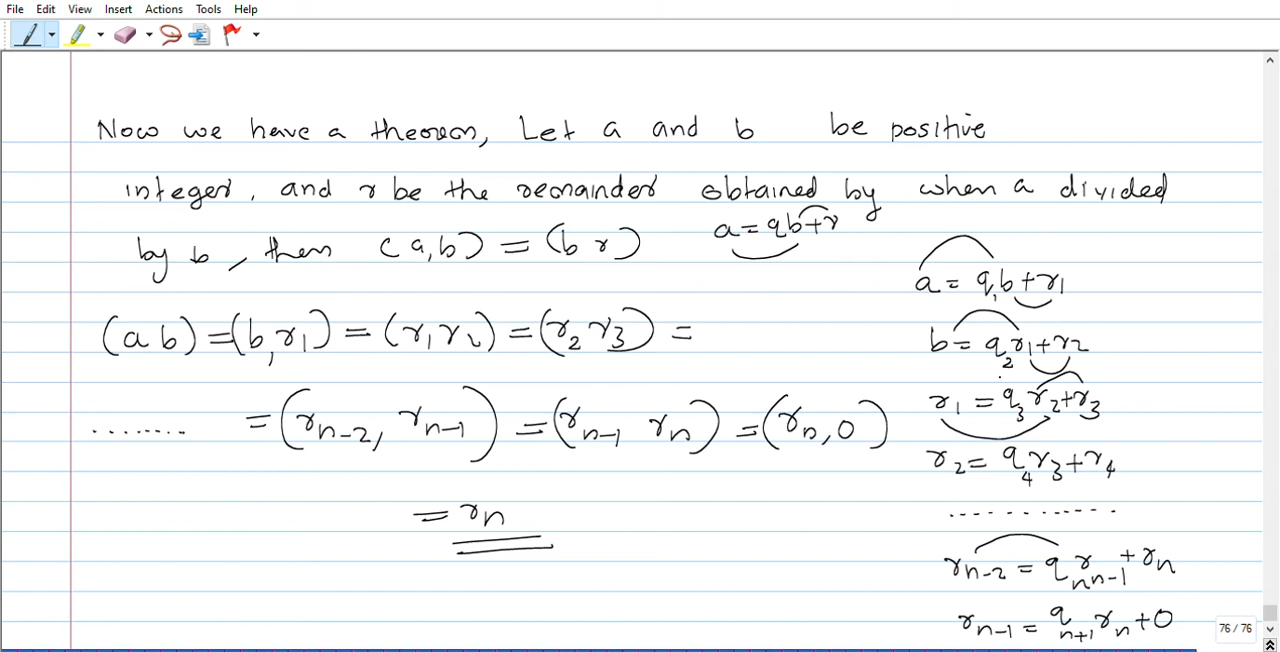 File Edit View Insert Actions Tools Help
Now we have a theorem, Let a and b be positive
integer, and r be the remainder obtained by when a divided
by b, then (a,b) = (b r) a = qb+r
a = q₁b + r₁
(a b) = (b, r₁) = (r₁ r₂) = (r₂ r₃) =
b = q₂r₁ + r₂
r₁ = q₃r₂ + r₃
........ = (rₙ₋₂, rₙ₋₁) = (rₙ₋₁ rₙ) = (rₙ, 0)
r₂ = q₄r₃ + r₄
= rₙ
.............
rₙ₋₂ = qₙrₙ₋₁ + rₙ
rₙ₋₁ = qₙ₊₁rₙ + 0
76 / 76